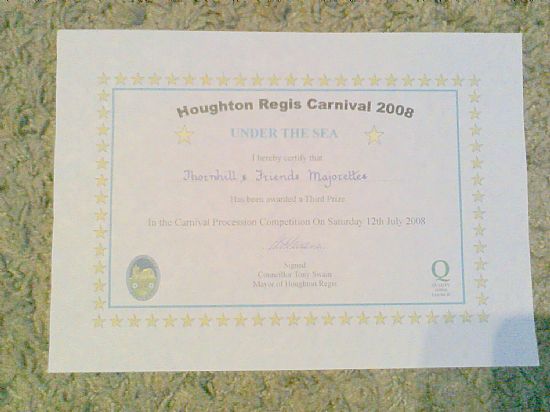 Houghton Regis Carnival 2008
UNDER THE SEA
I hereby certify that
Thornhill & Friends Majorettes
Has been awarded a Third Prize
In the Carnival Procession Competition On Saturday 12th July 2008
Signed
Councillor Tony Swain
Mayor of Houghton Regis
Q
QUALITY